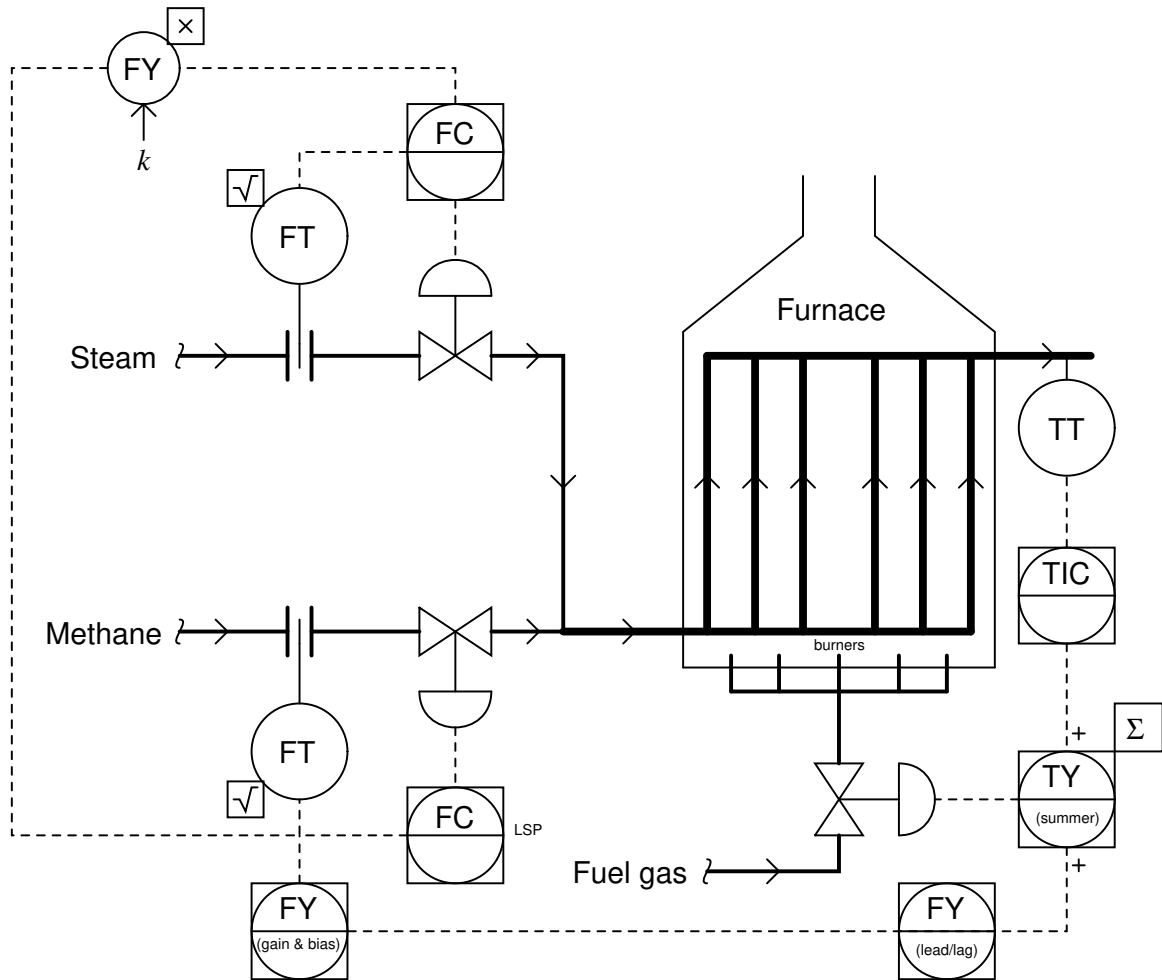 ×
FY
k
FC
√
FT
Steam
Furnace
TT
TIC
Methane
burners
+
Σ
FT
√
TY
(summer)
FC
LSP
+
Fuel gas
FY
(gain & bias)
FY
(lead/lag)